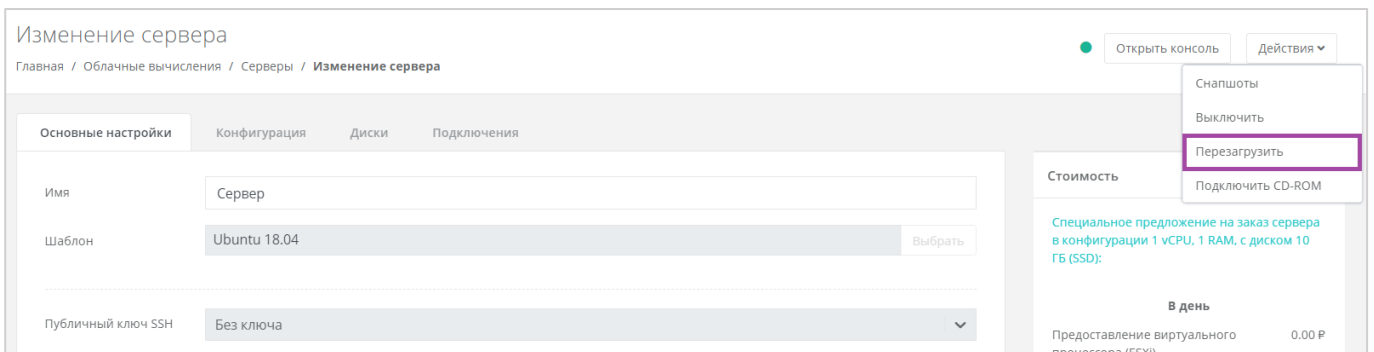 Изменение сервера
Открыть консоль
Действия
Главная / Облачные вычисления / Серверы / Изменение сервера
Снапшоты
Выключить
Перезагрузить
Подключить CD-ROM
Основные настройки
Конфигурация
Диски
Подключения
Имя
Сервер
Шаблон
Ubuntu 18.04
Выбрать
Публичный ключ SSH
Без ключа
Стоимость
Специальное предложение на заказ сервера
в конфигурации 1 vCPU, 1 RAM, с диском 10
ГБ (SSD):
В день
Предоставление виртуального
0.00 ₽
процессора (ESXi)